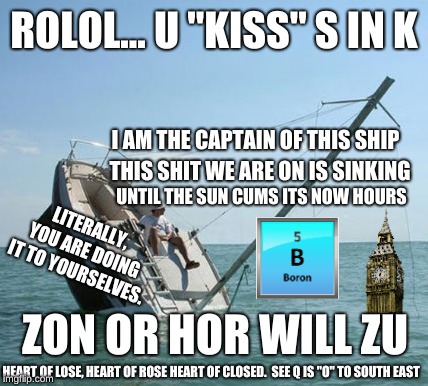 ROLOL... U "KISS" S IN K
I AM THE CAPTAIN OF THIS SHIP
THIS SHIT WE ARE ON IS SINKING
UNTIL THE SUN CUMS ITS NOW HOURS
LITERALLY,
YOU ARE DOING
IT TO YOURSELVES.
5
B
Boron
ZON OR HOR WILL ZU
HEART OF LOSE, HEART OF ROSE HEART OF CLOSED. SEE Q IS "O" TO SOUTH EAST
imgflip.com